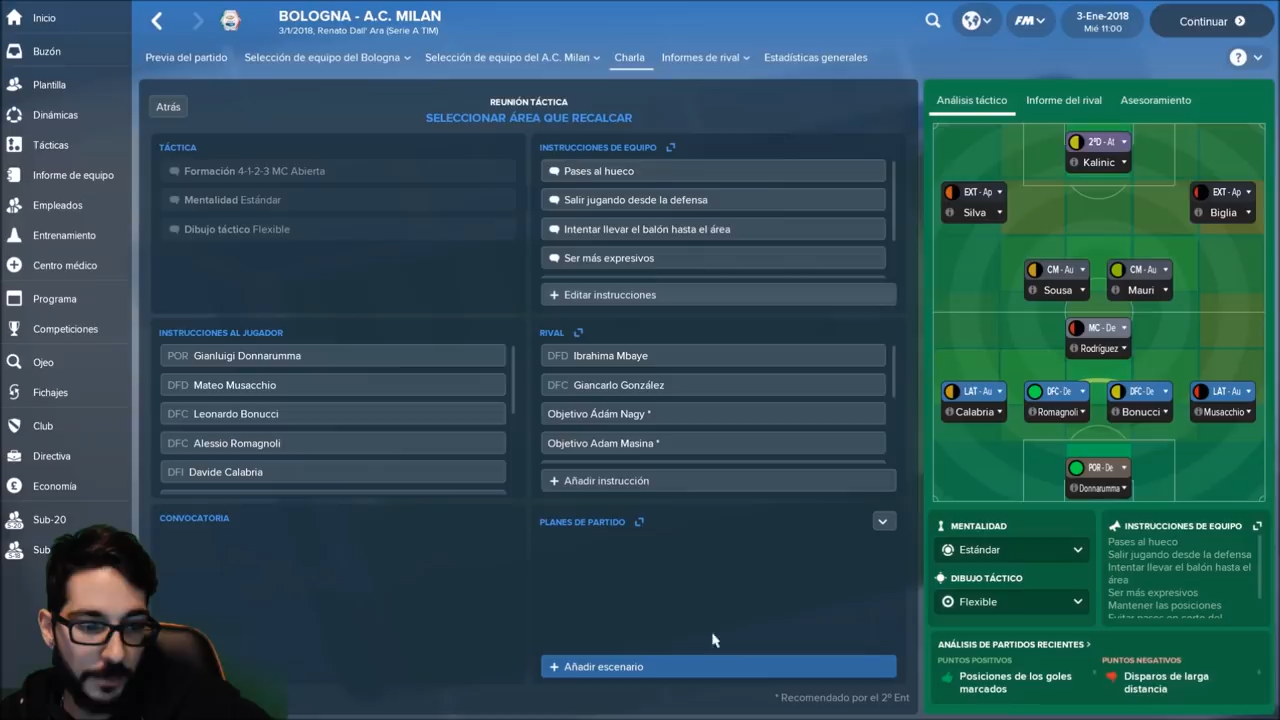 Inicio
Buzón
Plantilla
Dinámicas
Tácticas
Informe de equipo
Empleados
Entrenamiento
Centro médico
Programa
Competiciones
Ojeo
Fichajes
Club
Directiva
Economía
Sub-20
Sub
BOLOGNA - A.C. MILAN
3/1/2018, Renato Dall' Ara (Serie A TIM)
FM
3-Ene-2018
Mié 11:00
Continuar
Previa del partido
Selección de equipo del Bologna
Selección de equipo del A.C. Milan
Charla
Informes de rival
Estadísticas generales
?
Atrás
REUNIÓN TÁCTICA
SELECCIONAR ÁREA QUE RECALCAR
TÁCTICA
Formación 4-1-2-3 MC Abierta
Mentalidad Estándar
Dibujo táctico Flexible
INSTRUCCIONES DE EQUIPO
Pases al hueco
Salir jugando desde la defensa
Intentar llevar el balón hasta el área
Ser más expresivos
+ Editar instrucciones
INSTRUCCIONES AL JUGADOR
POR Gianluigi Donnarumma
DFD Mateo Musacchio
DFC Leonardo Bonucci
DFC Alessio Romagnoli
DFI Davide Calabria
RIVAL
DFD Ibrahima Mbaye
DFC Giancarlo González
Objetivo Ádám Nagy *
Objetivo Adam Masina *
+ Añadir instrucción
CONVOCATORIA
PLANES DE PARTIDO
+ Añadir escenario
* Recomendado por el 2º Ent
Análisis táctico
Informe del rival
Asesoramiento
2ºD - At
Kalinic
EXT - Ap
Silva
EXT - Ap
Biglia
CM - Au
Sousa
CM - Au
Mauri
MC - De
Rodríguez
LAT - Au
Calabria
DFC - De
Romagnoli
DFC - De
Bonucci
LAT - Au
Musacchio
POR - De
Donnarumma
MENTALIDAD
Estándar
DIBUJO TÁCTICO
Flexible
INSTRUCCIONES DE EQUIPO
Pases al hueco
Salir jugando desde la defensa
Intentar llevar el balón hasta el
área
Ser más expresivos
Mantener las posiciones
Evitar pases en corto del
ANÁLISIS DE PARTIDOS RECIENTES >
PUNTOS POSITIVOS
Posiciones de los goles
marcados
PUNTOS NEGATIVOS
Disparos de larga
distancia